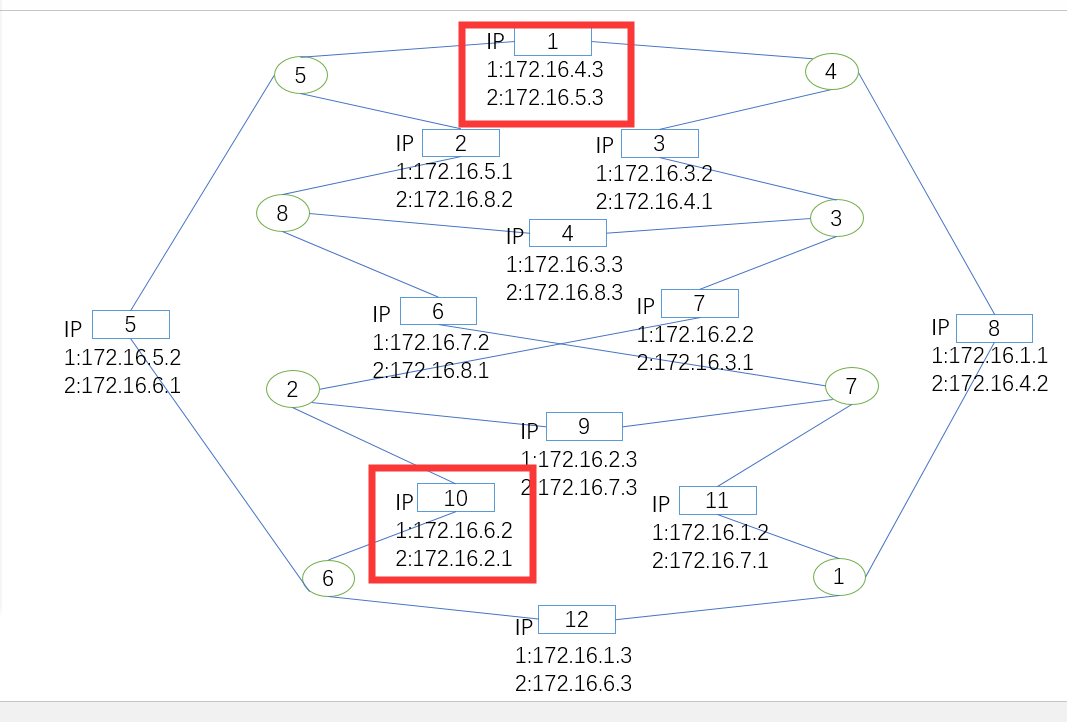 IP 1
1:172.16.4.3
2:172.16.5.3
5
4
IP 2
1:172.16.5.1
2:172.16.8.2
IP 3
1:172.16.3.2
2:172.16.4.1
8
3
IP 4
1:172.16.3.3
2:172.16.8.3
IP 5
1:172.16.5.2
2:172.16.6.1
IP 6
1:172.16.7.2
2:172.16.8.1
IP 7
1:172.16.2.2
2:172.16.3.1
IP 8
1:172.16.1.1
2:172.16.4.2
2
7
IP 9
1:172.16.2.3
2:172.16.7.3
IP 10
1:172.16.6.2
2:172.16.2.1
IP 11
1:172.16.1.2
2:172.16.7.1
6
1
IP 12
1:172.16.1.3
2:172.16.6.3